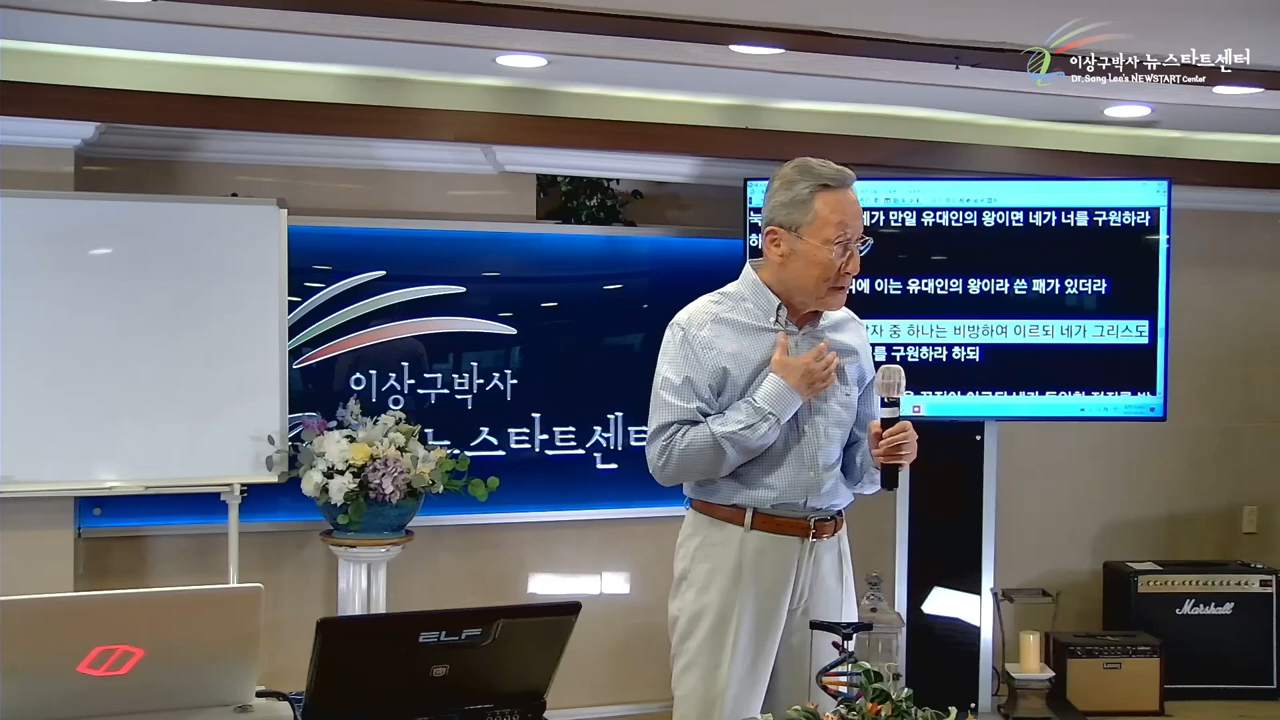 이상구박사 뉴스타트센터
Dr. Sang Lee's NEWSTART Center
네가 만일 유대인의 왕이면 네가 너를 구원하라
하
이는 유대인의 왕이라 쓴 패가 있더라
중 하나는 비방하여 이르되 네가 그리스도
를 구원하라 하되
이상구박사
뉴스타트센터
ELF
Marshall
Laney